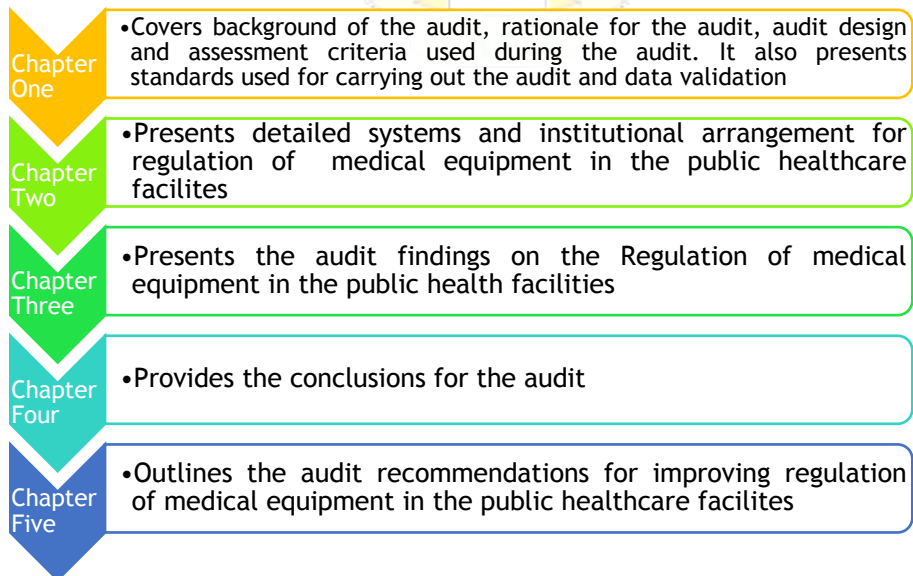 Chapter
One
•Covers background of the audit, rationale for the audit, audit design
and assessment criteria used during the audit. It also presents
standards used for carrying out the audit and data validation
Chapter
Two
•Presents detailed systems and institutional arrangement for
regulation of medical equipment in the public healthcare
facilites
Chapter
Three
•Presents the audit findings on the Regulation of medical
equipment in the public health facilities
Chapter
Four
•Provides the conclusions for the audit
Chapter
Five
•Outlines the audit recommendations for improving regulation
of medical equipment in the public healthcare facilites